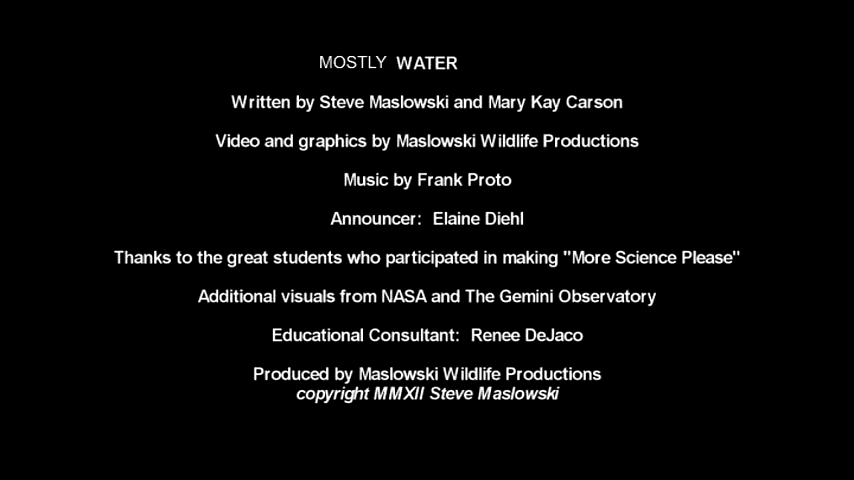 MOSTLY WATER
Written by Steve Maslowski and Mary Kay Carson
Video and graphics by Maslowski Wildlife Productions
Music by Frank Proto
Announcer: Elaine Diehl
Thanks to the great students who participated in making "More Science Please"
Additional visuals from NASA and The Gemini Observatory
Educational Consultant: Renee DeJaco
Produced by Maslowski Wildlife Productions
copyright MMXII Steve Maslowski